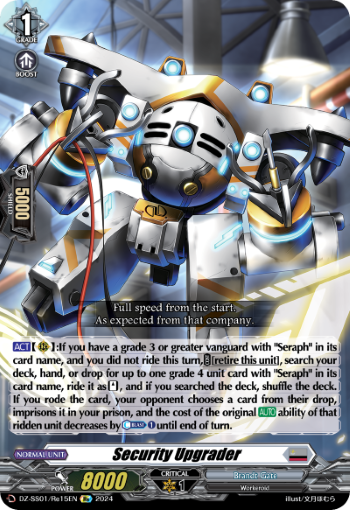 1
GRADE
BOOST
5000
SHIELD
Full speed from the start.
As expected from that company.
ACT【】:If you have a grade 3 or greater vanguard with "Seraph" in its
card name, and you did not ride this turn, [retire this unit], search your
deck, hand, or drop for up to one grade 4 unit card with "Seraph" in its
card name, ride it as, and if you searched the deck, shuffle the deck.
If you rode the card, your opponent chooses a card from their drop,
imprisons it in your prison, and the cost of the original AUTO ability of that
ridden unit decreases by C BLAST 1 until end of turn.
NORMAL UNIT
Security Upgrader
POWER 8000
CRITICAL
1
Brandt Gate
Workeroid
DZ-SS01/Re15EN 2024
illust/文月ほむら